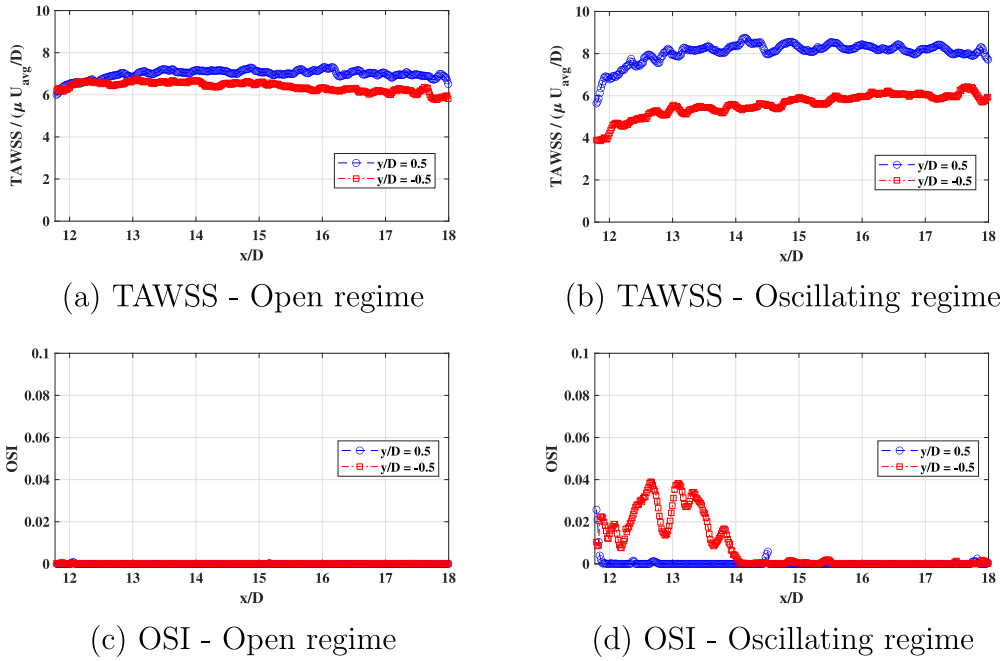 10
8
6
4
2
0
TAWSS / (μ U_avg/D)
y/D = 0.5
y/D = -0.5
12 13 14 15 16 17 18
x/D
(a) TAWSS - Open regime
10
8
6
4
2
0
TAWSS / (μ U_avg/D)
y/D = 0.5
y/D = -0.5
12 13 14 15 16 17 18
x/D
(b) TAWSS - Oscillating regime
0.1
0.08
0.06
0.04
0.02
0
OSI
y/D = 0.5
y/D = -0.5
12 13 14 15 16 17 18
x/D
(c) OSI - Open regime
0.1
0.08
0.06
0.04
0.02
0
OSI
y/D = 0.5
y/D = -0.5
12 13 14 15 16 17 18
x/D
(d) OSI - Oscillating regime